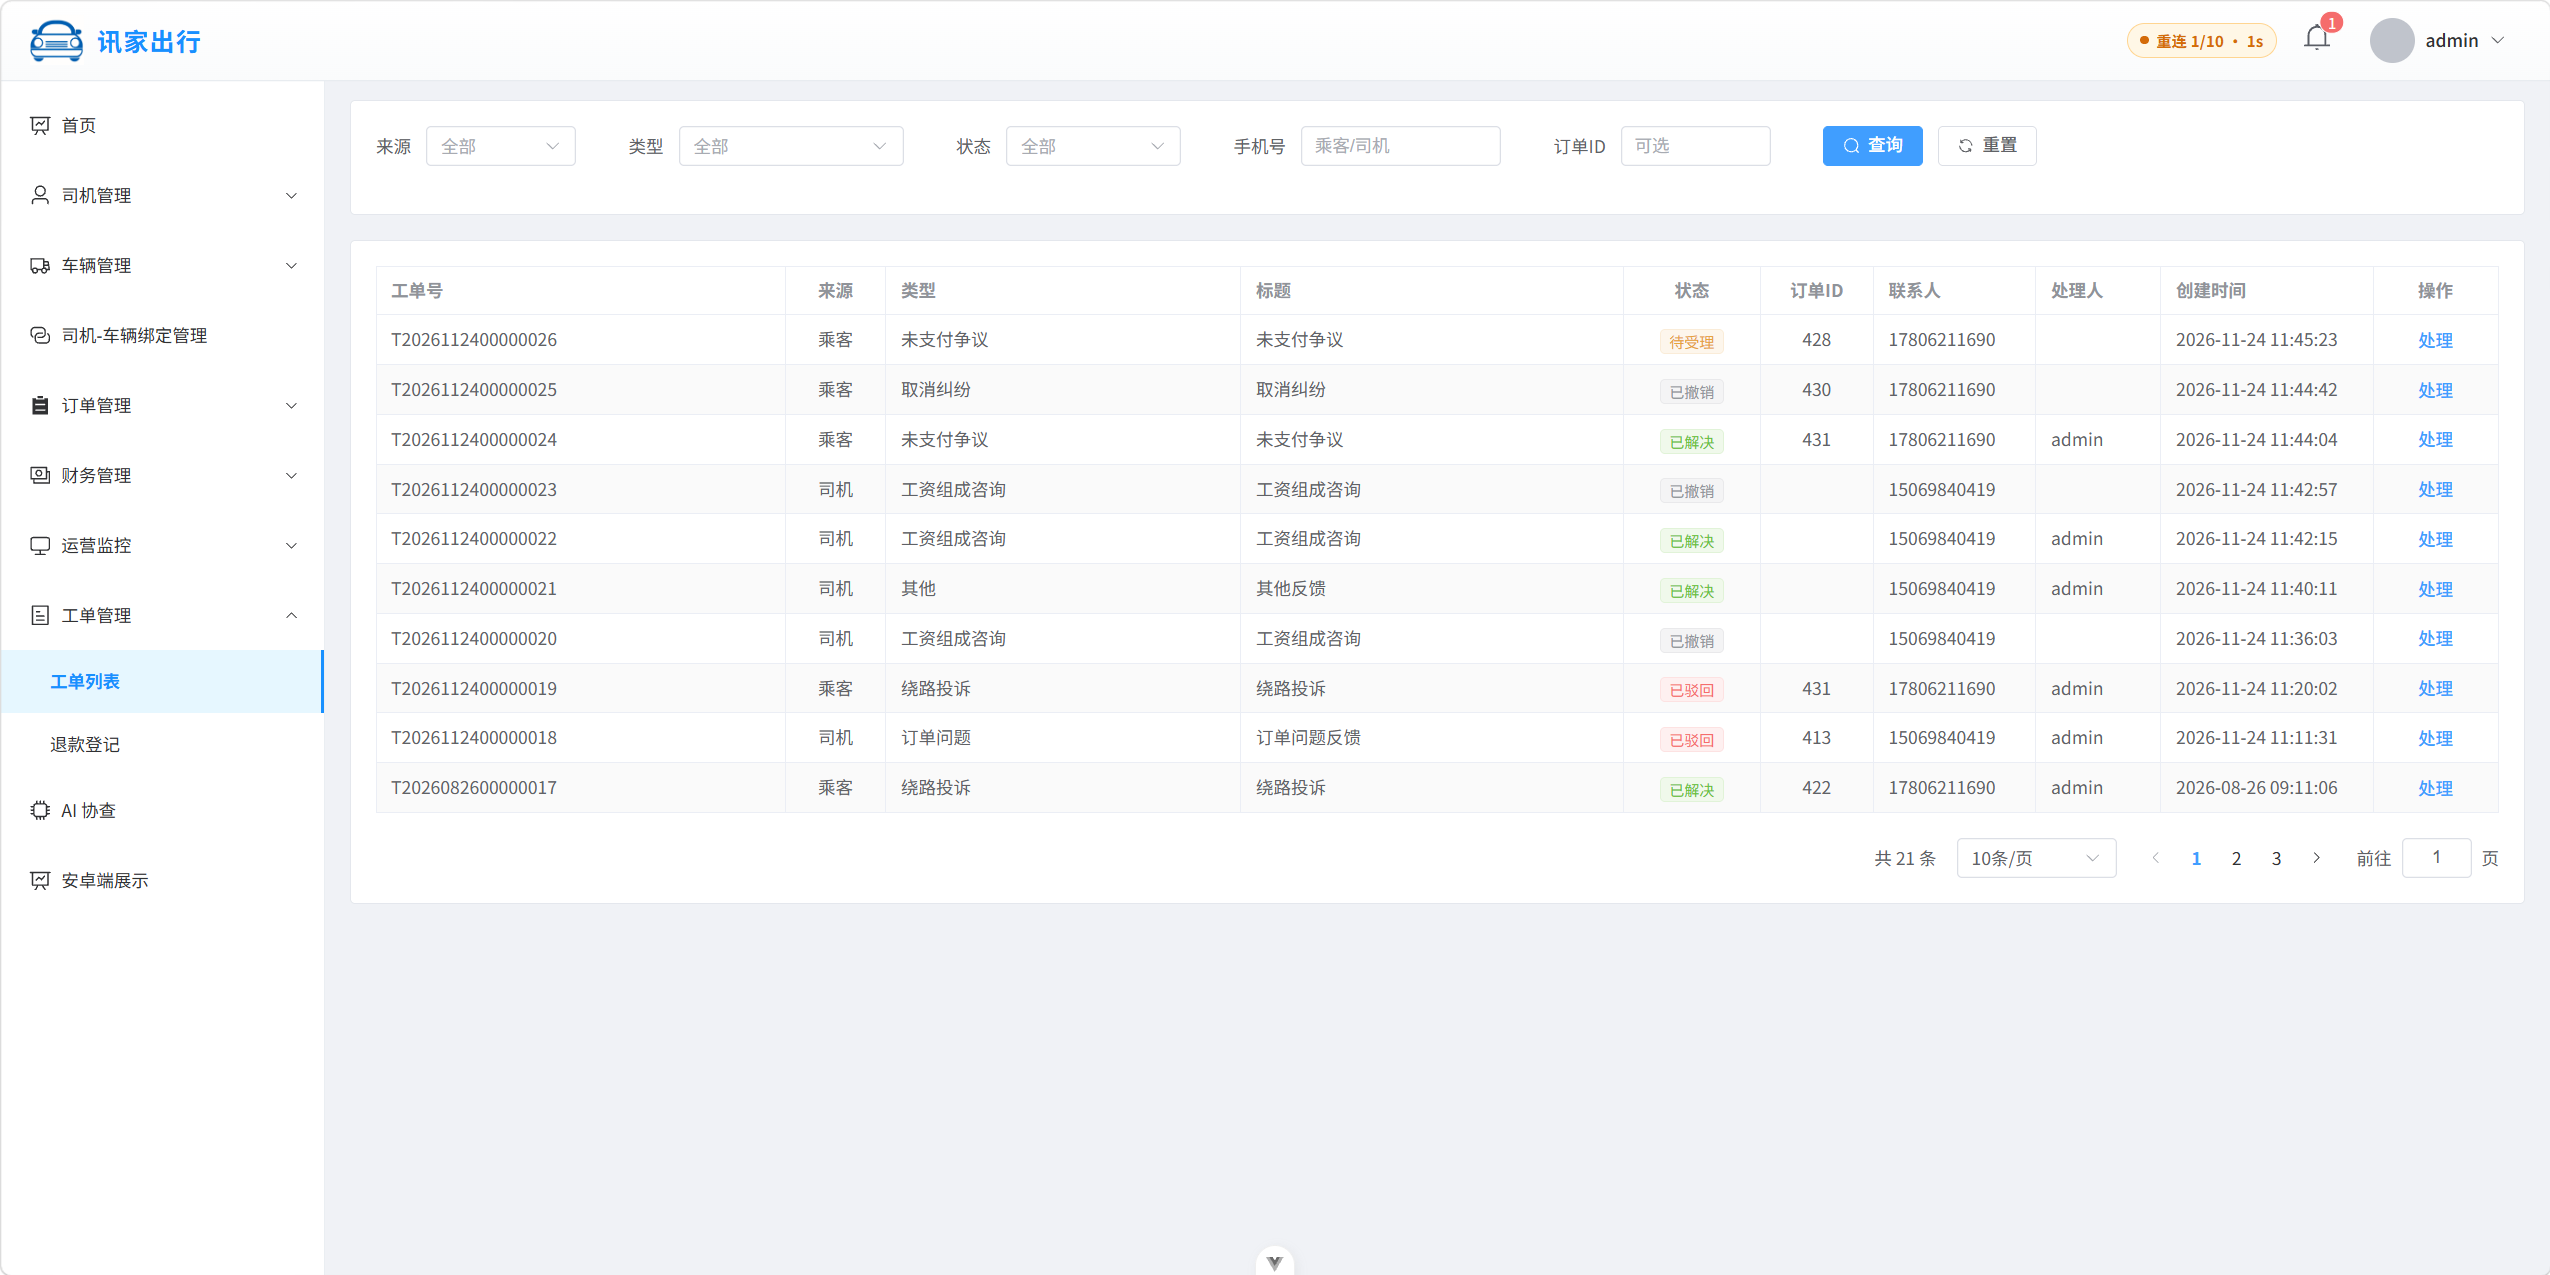 讯家出行
重连 1/10 · 1s
1
admin
首页
司机管理
车辆管理
司机-车辆绑定管理
订单管理
财务管理
运营监控
工单管理
工单列表
退款登记
AI 协查
安卓端展示
来源 全部 类型 全部 状态 全部 手机号 乘客/司机 订单ID 可选 查询 重置
工单号 来源 类型 标题 状态 订单ID 联系人 处理人 创建时间 操作
T2026112400000026 乘客 未支付争议 未支付争议 待受理 428 17806211690 2026-11-24 11:45:23 处理
T2026112400000025 乘客 取消纠纷 取消纠纷 已撤销 430 17806211690 2026-11-24 11:44:42 处理
T2026112400000024 乘客 未支付争议 未支付争议 已解决 431 17806211690 admin 2026-11-24 11:44:04 处理
T2026112400000023 司机 工资组成咨询 工资组成咨询 已撤销 15069840419 2026-11-24 11:42:57 处理
T2026112400000022 司机 工资组成咨询 工资组成咨询 已解决 15069840419 admin 2026-11-24 11:42:15 处理
T2026112400000021 司机 其他 其他反馈 已解决 15069840419 admin 2026-11-24 11:40:11 处理
T2026112400000020 司机 工资组成咨询 工资组成咨询 已撤销 15069840419 2026-11-24 11:36:03 处理
T2026112400000019 乘客 绕路投诉 绕路投诉 已驳回 431 17806211690 admin 2026-11-24 11:20:02 处理
T2026112400000018 司机 订单问题 订单问题反馈 已驳回 413 15069840419 admin 2026-11-24 11:11:31 处理
T2026082600000017 乘客 绕路投诉 绕路投诉 已解决 422 17806211690 admin 2026-08-26 09:11:06 处理
共 21 条 10条/页 1 2 3 前往 1 页